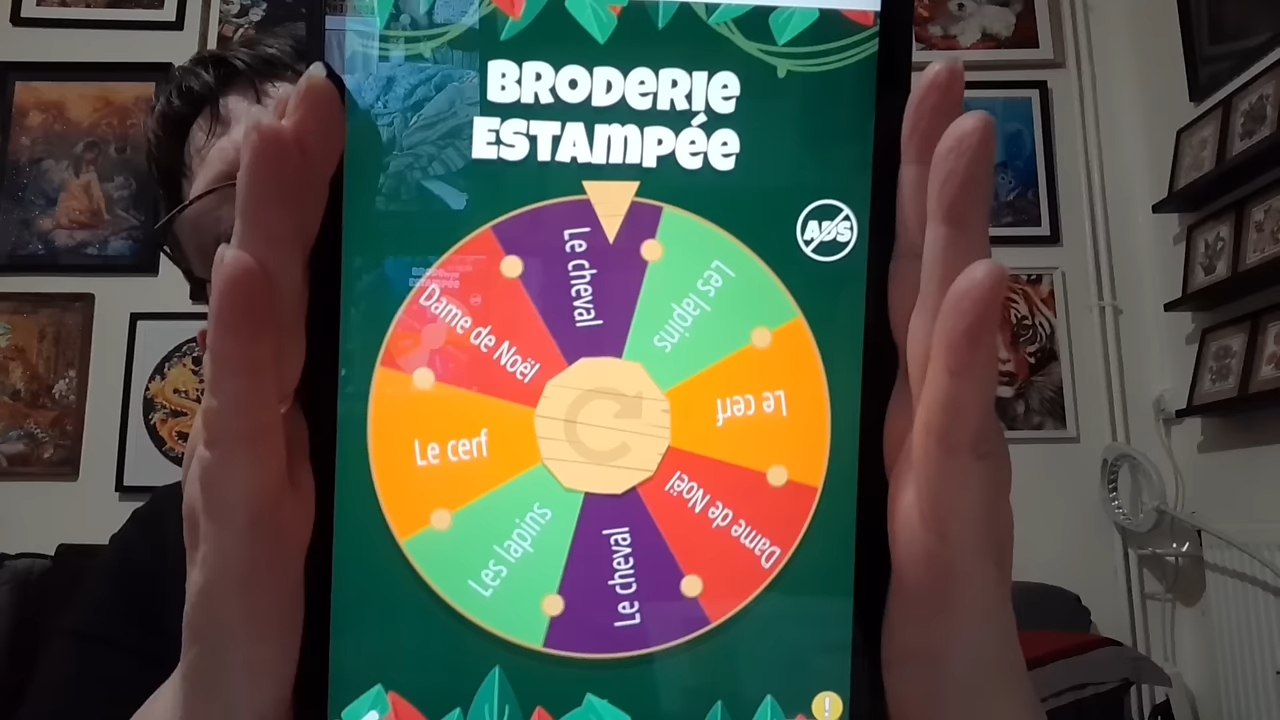 BRODERIE
ESTAMPÉE
ADS
Le cheval
Les lapins
Le cerf
Dame de Noël
Le cheval
Les lapins
Le cerf
Dame de Noël
!